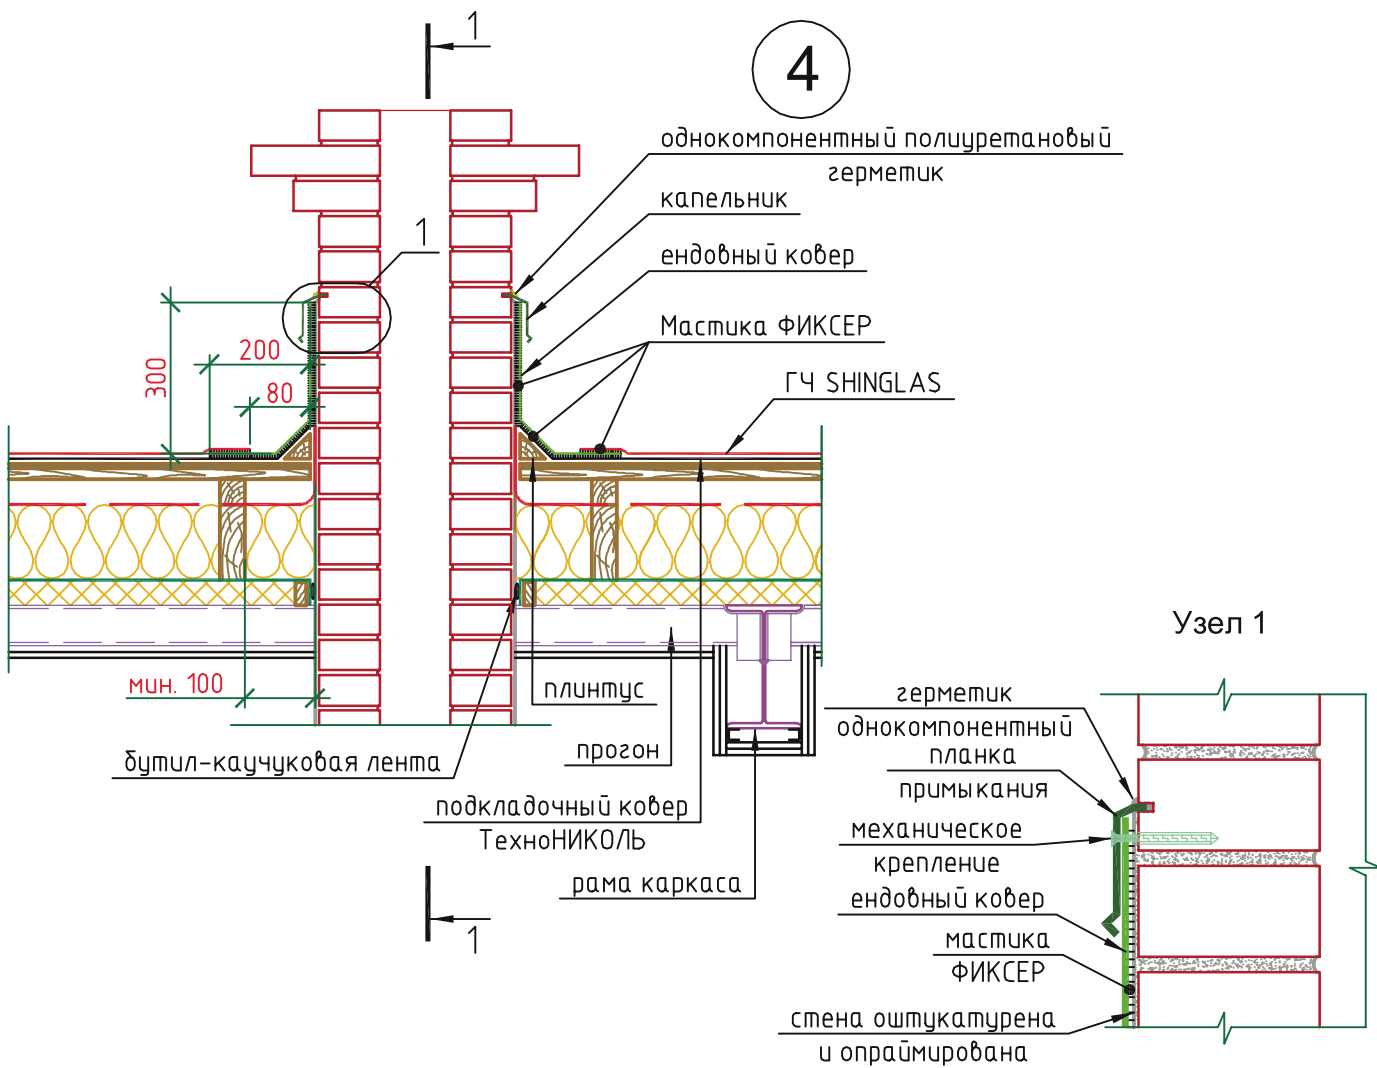 1
4
однокомпонентный полиуретановый
герметик
капельник
1
ендовный ковер
Мастика ФИКСЕР
200
300
80
ГЧ SHINGLAS
Узел 1
мин. 100
плинтус
прогон
бутил-каучуковая лента
подкладочный ковер
ТехноНИКОЛЬ
рама каркаса
1
герметик
однокомпонентный
планка
примыкания
механическое
крепление
ендовный ковер
мастика
ФИКСЕР
стена оштукатурена
и опраймирована